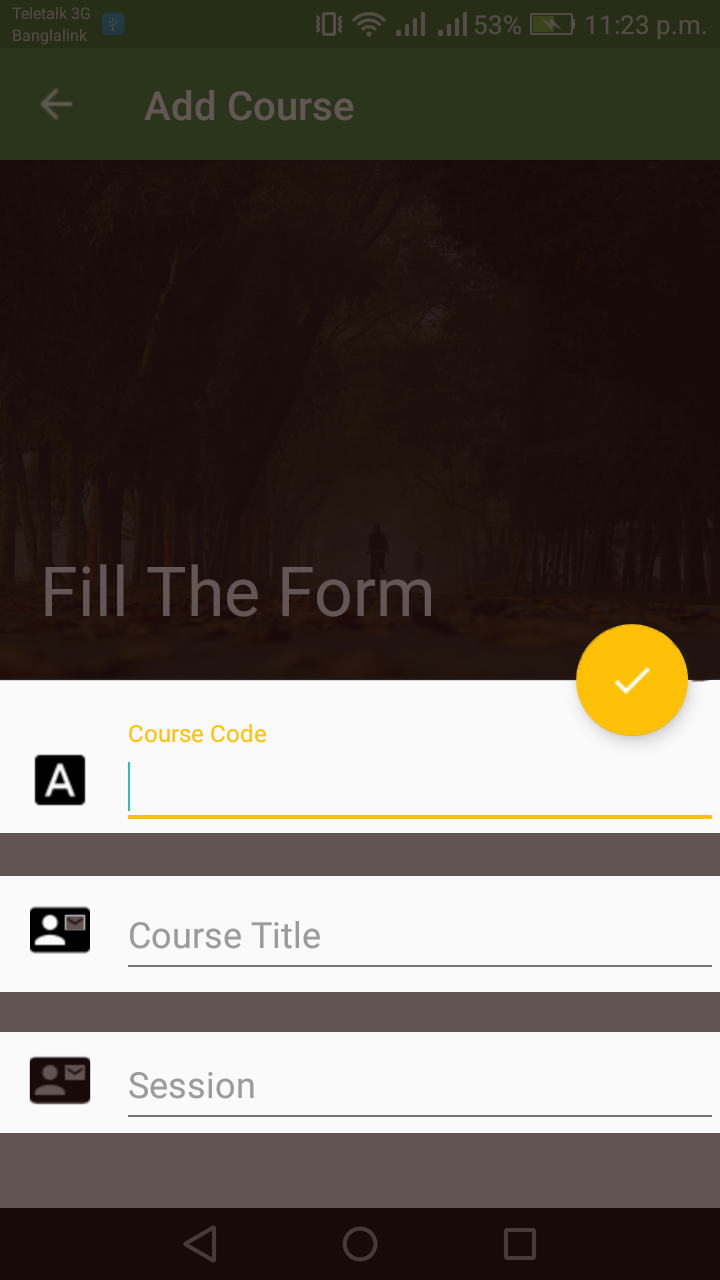 Teletalk 3G
Banglalink
53%
11:23 p.m.
Add Course
Fill The Form
Course Code
A
Course Title
Session